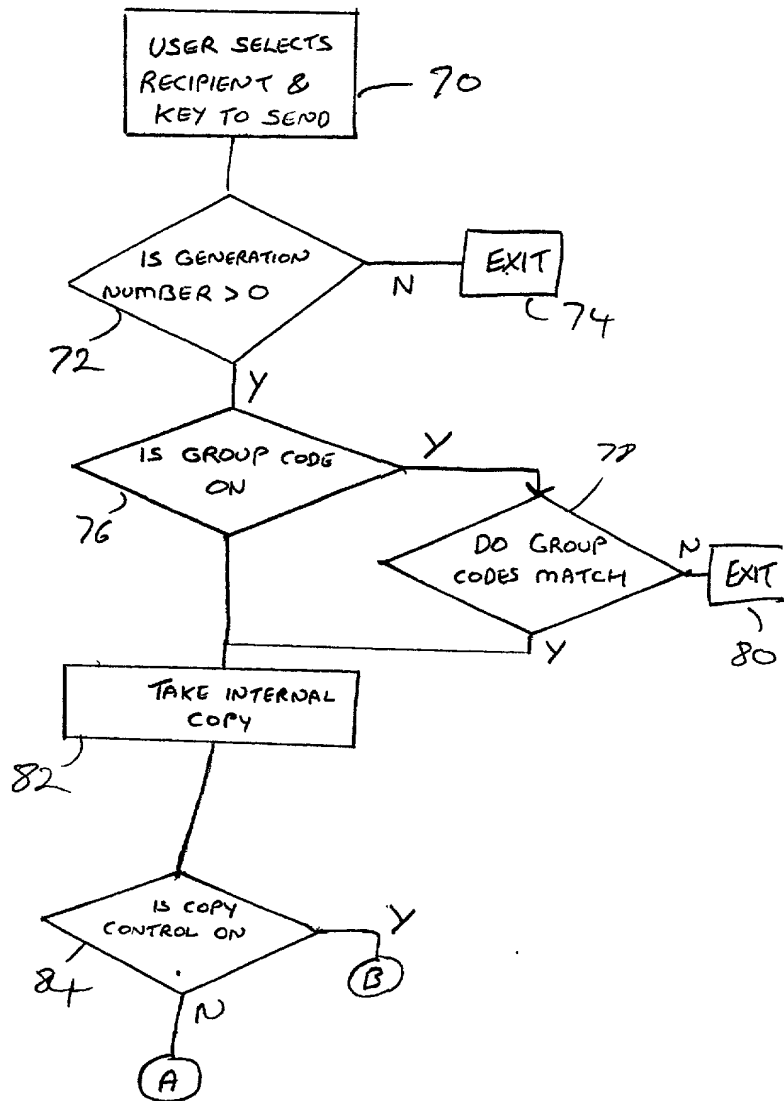 USER SELECTS
RECIPIENT &
KEY TO SEND
70
IS GENERATION
NUMBER > 0
N
EXIT
74
72
Y
IS GROUP CODE
ON
Y
76
78
DO GROUP
CODES MATCH
N
EXIT
80
Y
TAKE INTERNAL
COPY
82
IS COPY
CONTROL ON
Y
B
84
N
A